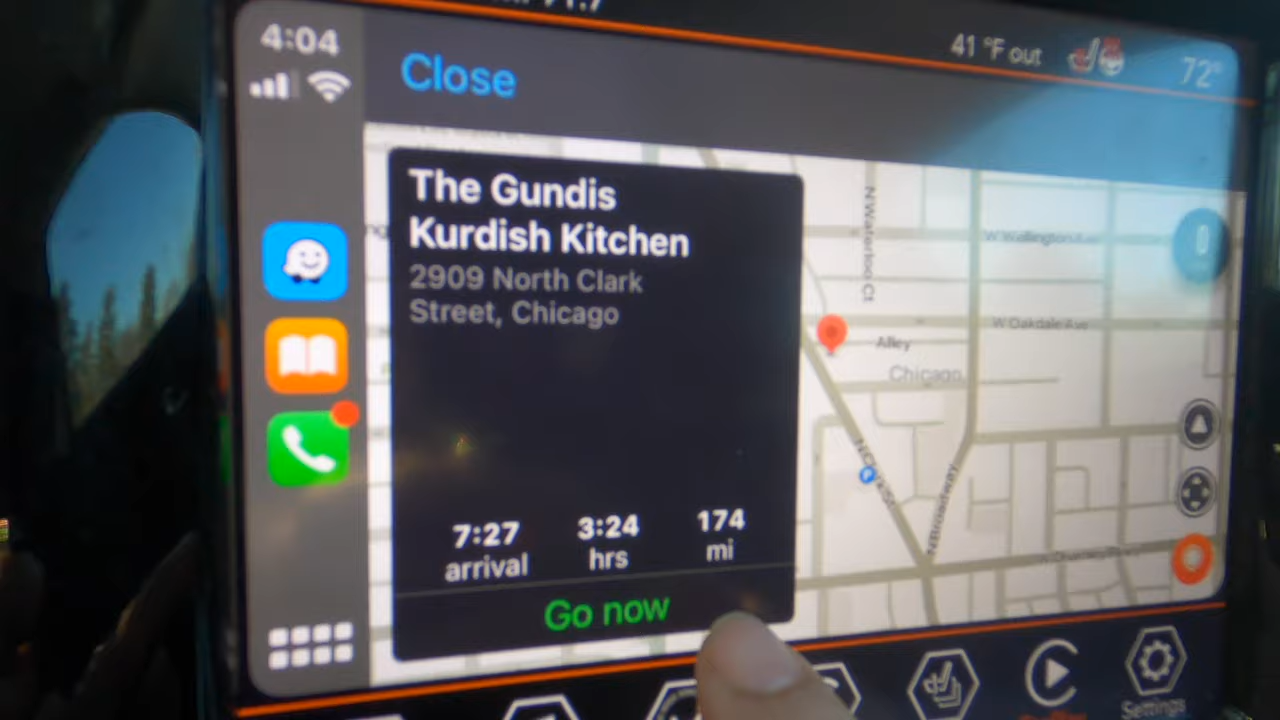 4:04
41 °F out
72°
Close
The Gundis
Kurdish Kitchen
2909 North Clark
Street, Chicago
7:27
arrival
3:24
hrs
174
mi
Go now
N Waterloo Ct
W Wellington Ave
W Oakdale Ave
Alley
Chicago
N Broadway
Settings